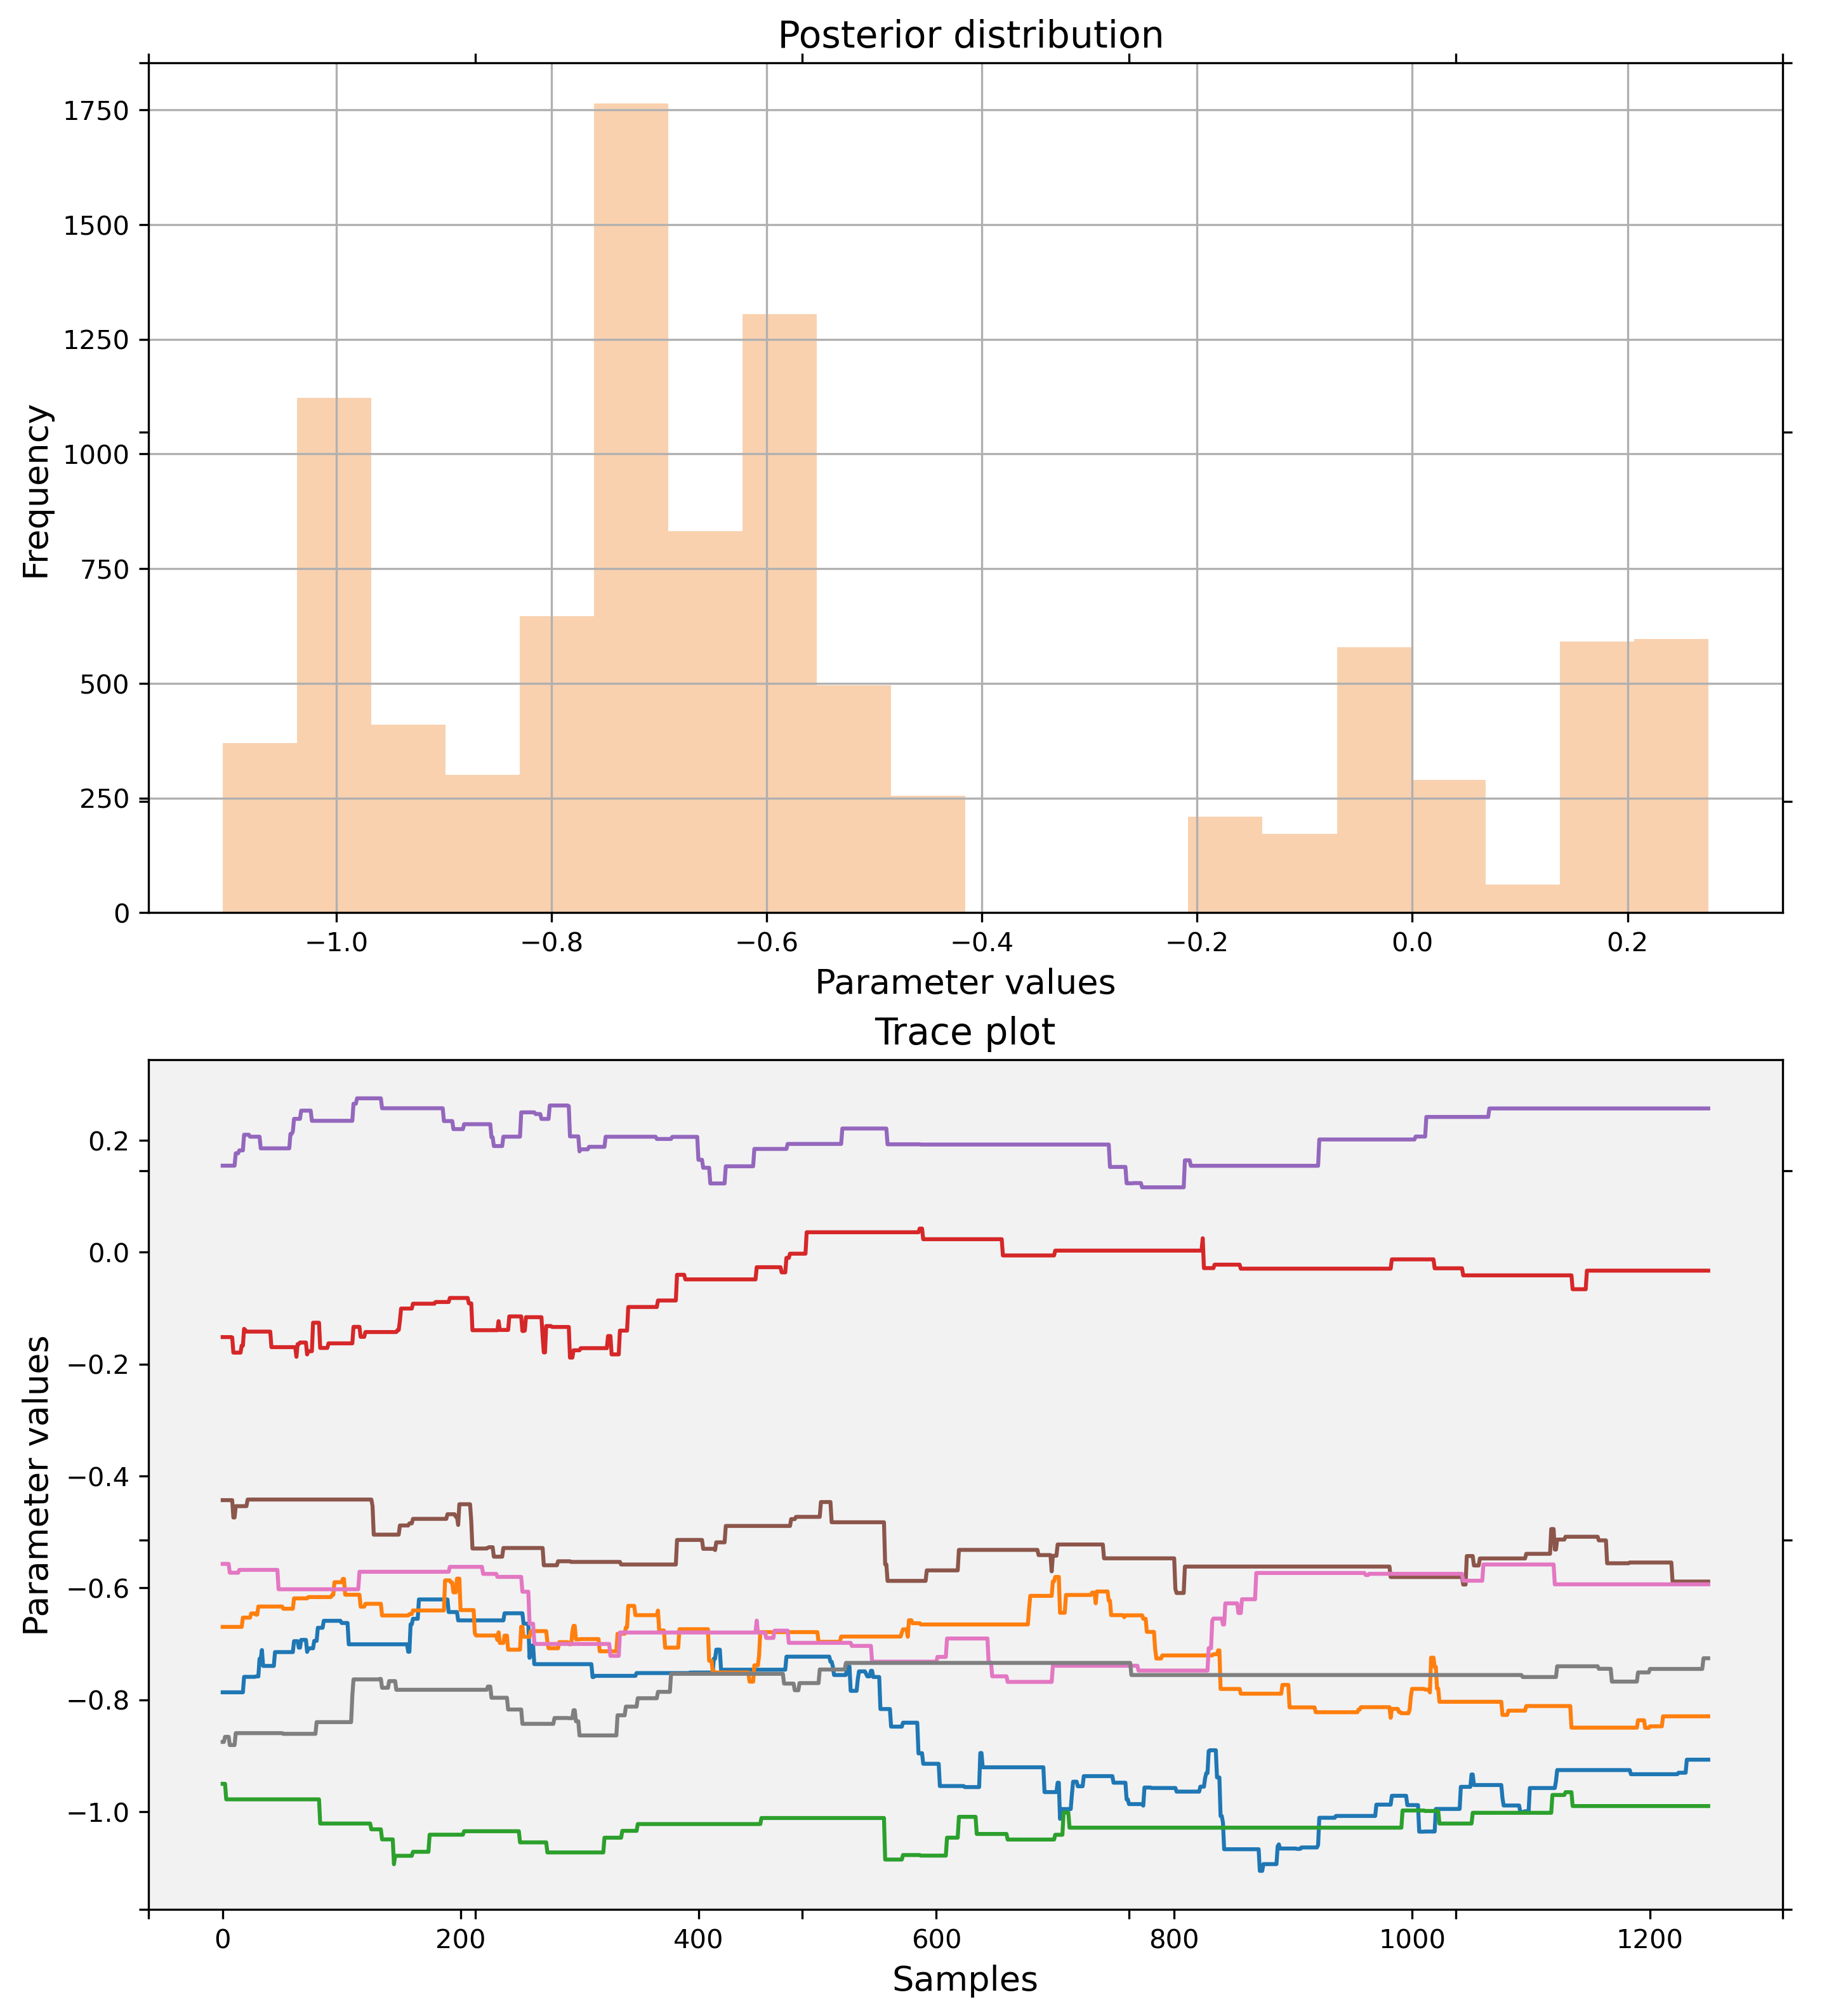 Posterior distribution
1750
1500
1250
1000
750
500
250
0
Frequency
−1.0 −0.8 −0.6 −0.4 −0.2 0.0 0.2
Parameter values
Trace plot
0.2
0.0
−0.2
−0.4
−0.6
−0.8
−1.0
Parameter values
0 200 400 600 800 1000 1200
Samples